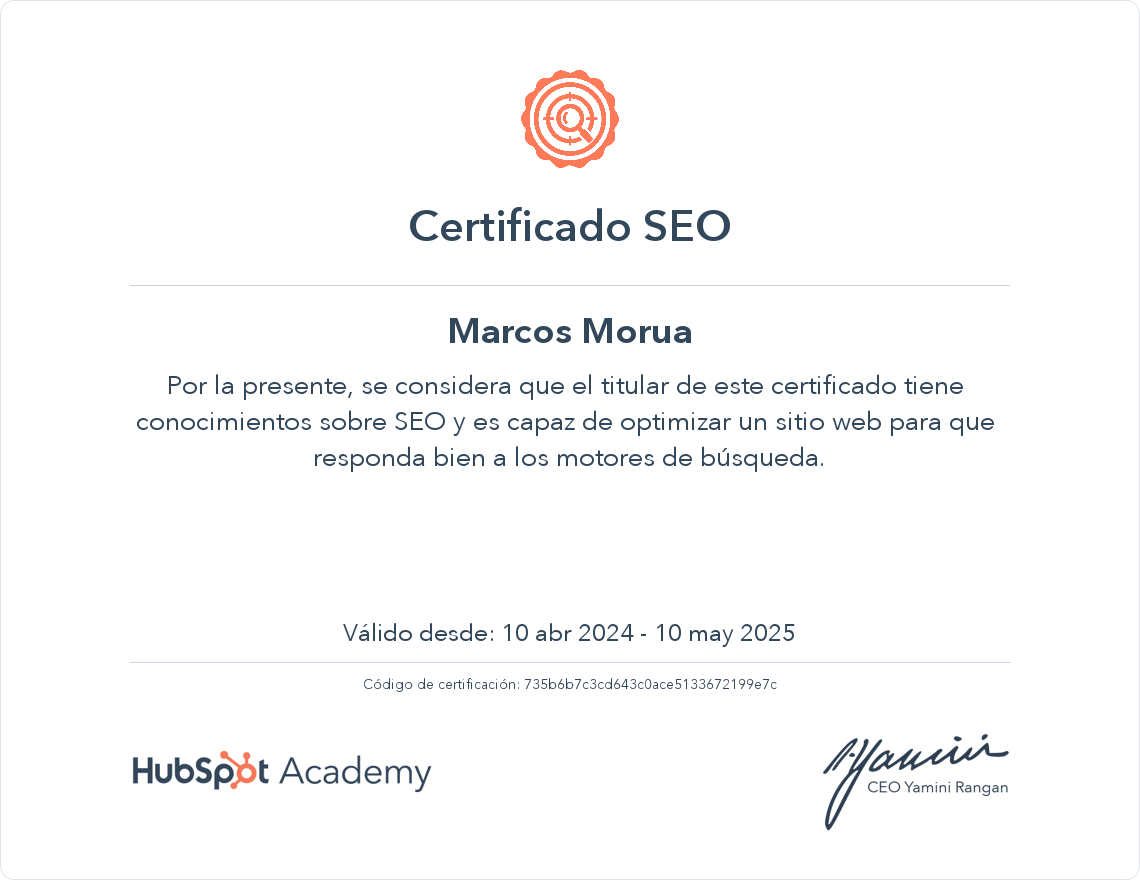 Certificado SEO
Marcos Morua
Por la presente, se considera que el titular de este certificado tiene
conocimientos sobre SEO y es capaz de optimizar un sitio web para que
responda bien a los motores de búsqueda.
Válido desde: 10 abr 2024 - 10 may 2025
Código de certificación: 735b6b7c3cd643c0ace5133672199e7c
HubSpot Academy
CEO Yamini Rangan